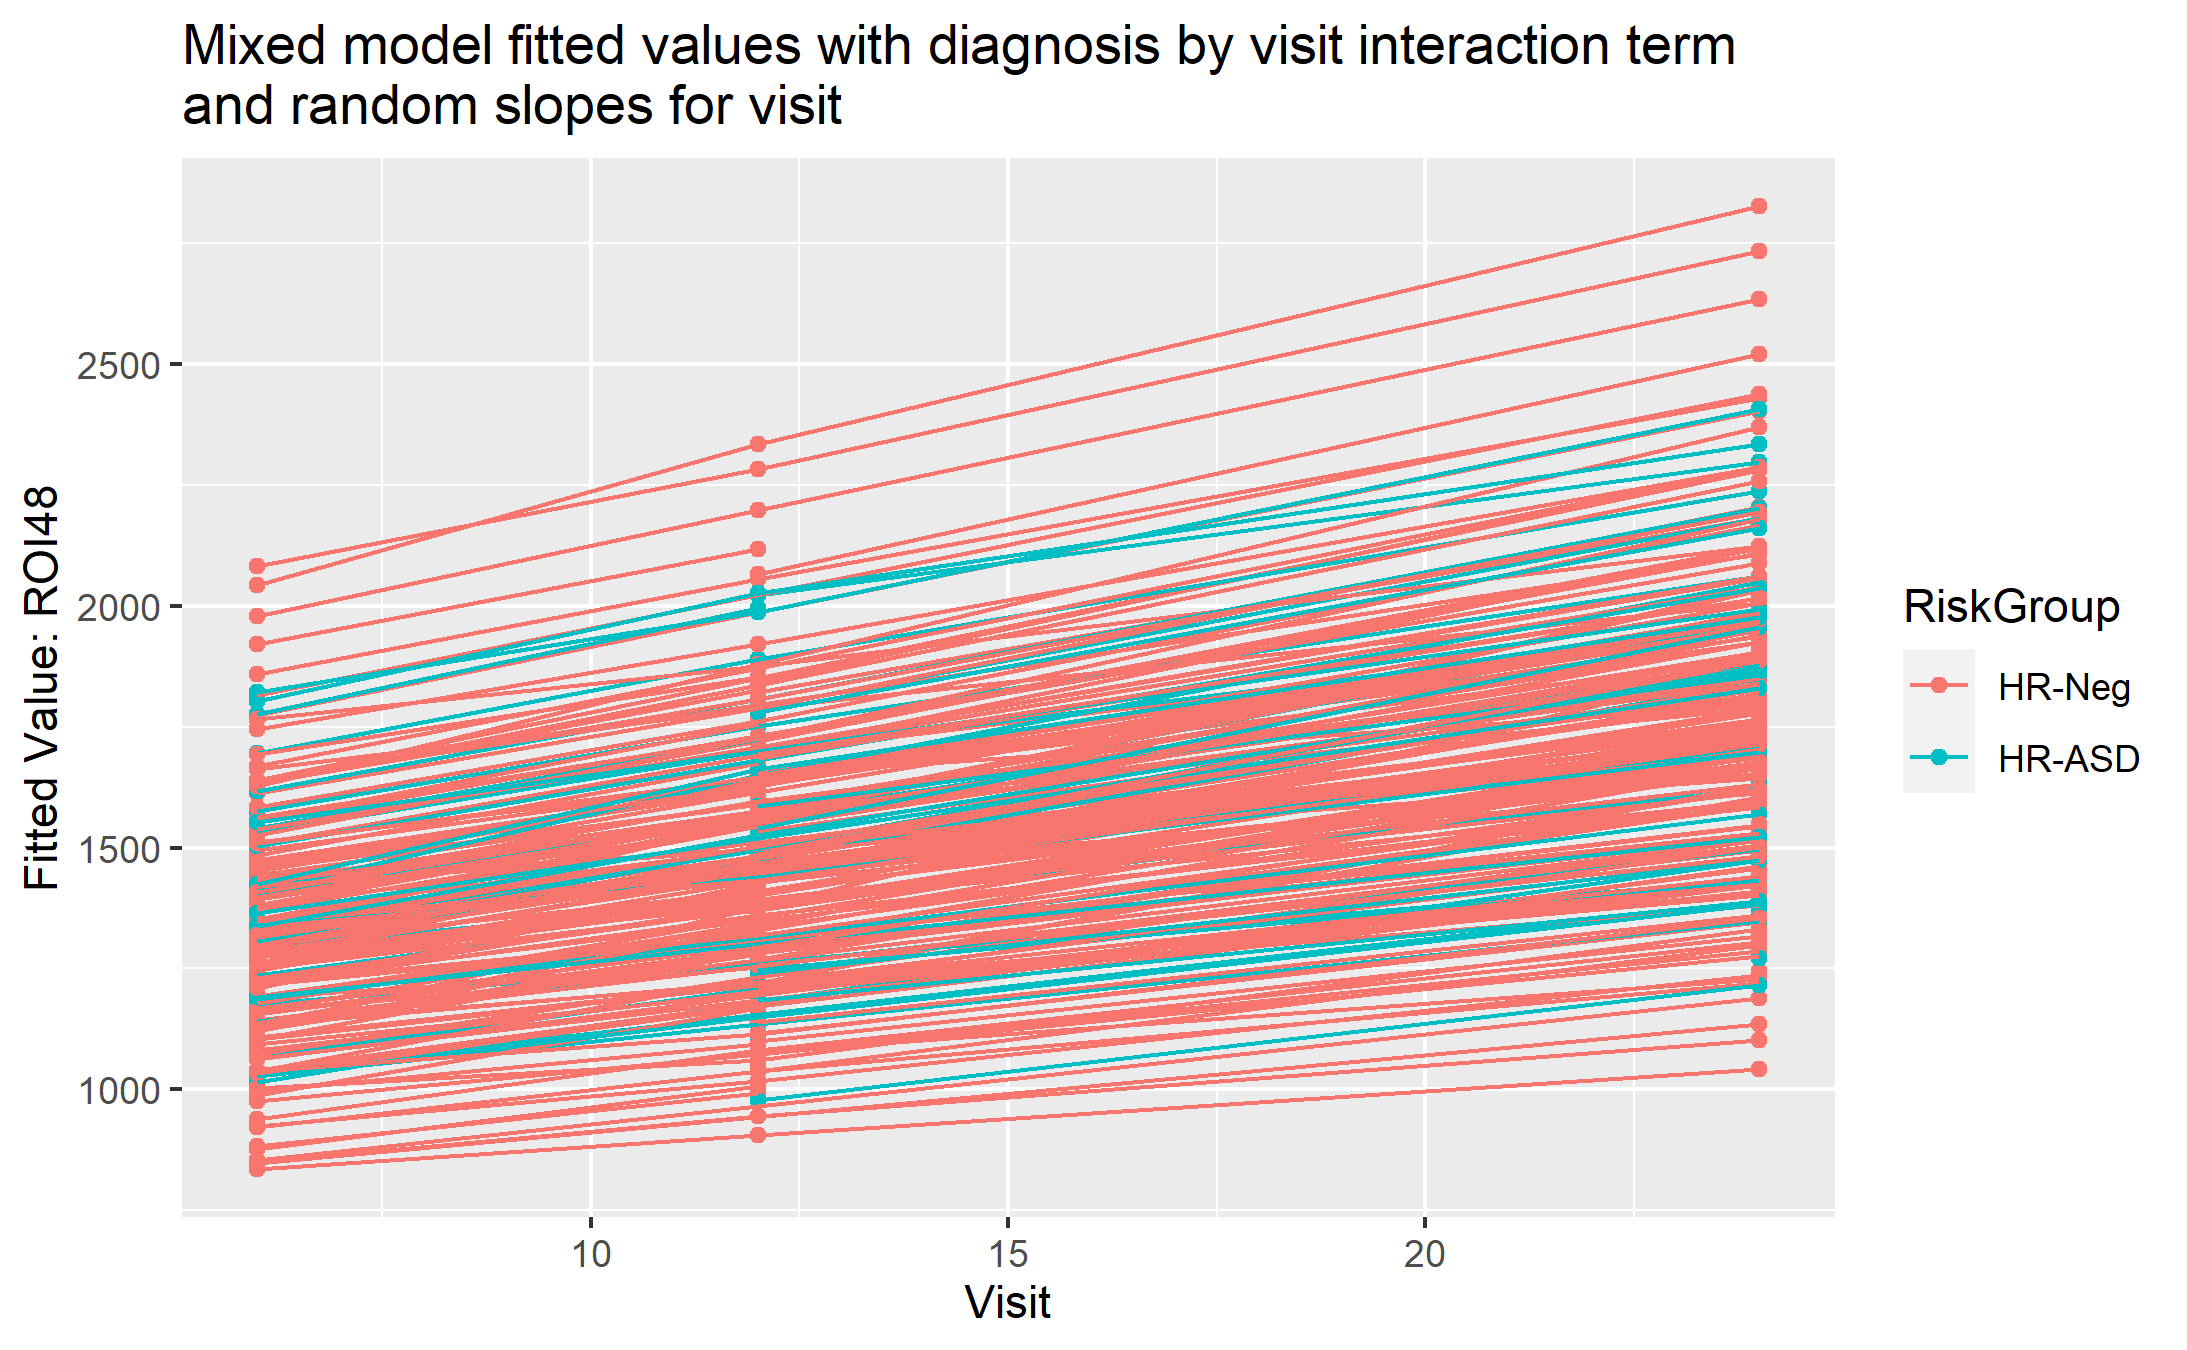 Mixed model fitted values with diagnosis by visit interaction term
and random slopes for visit
Fitted Value: ROI48
2500
2000
1500
1000
10
15
20
Visit
RiskGroup
HR-Neg
HR-ASD